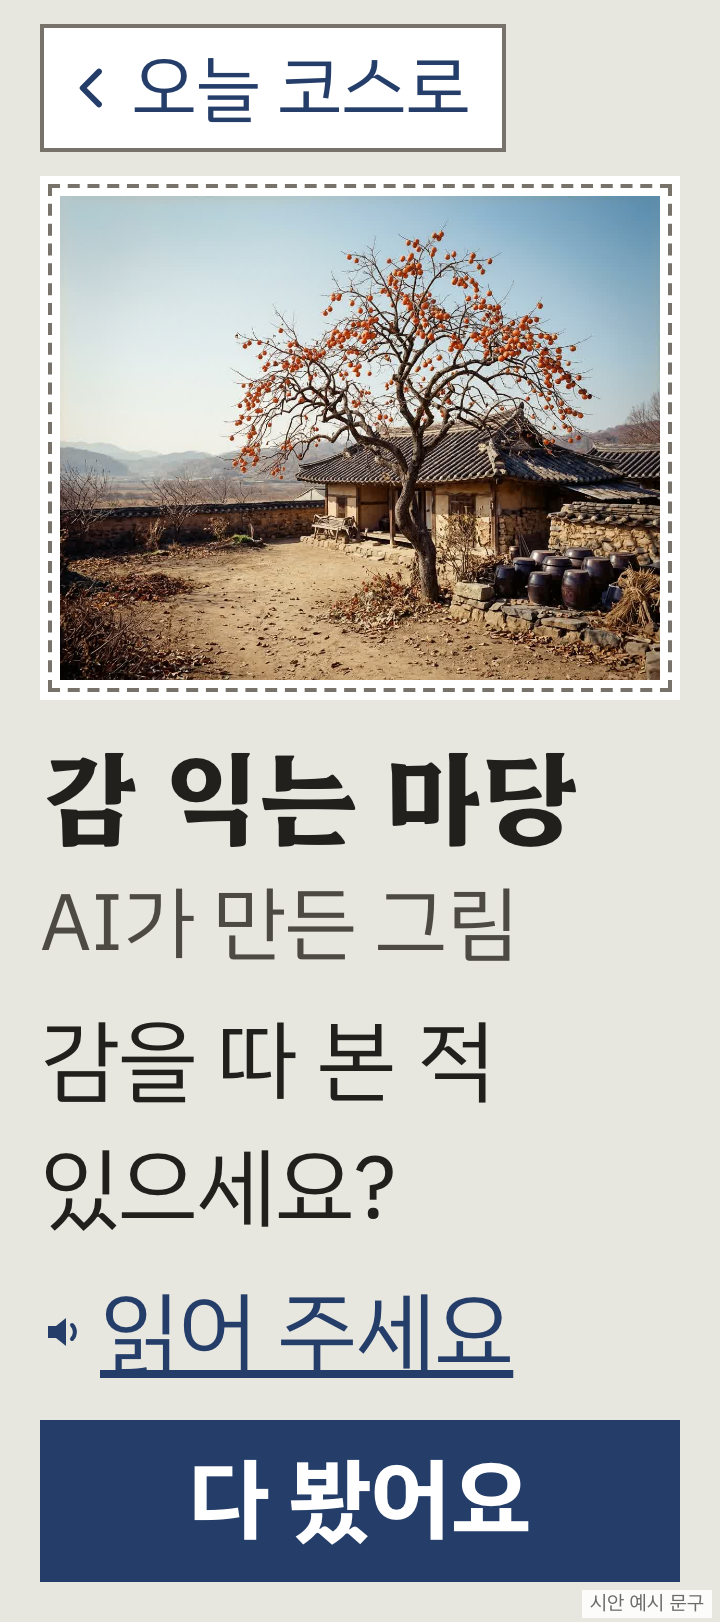 오늘 코스로
감 익는 마당
AI가 만든 그림
감을 따 본 적
있으세요?
읽어 주세요
다 봤어요
시안 예시 문구